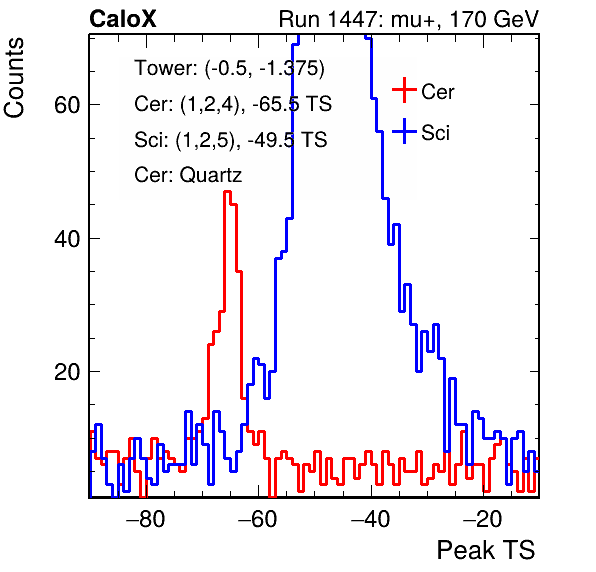 CaloX Run 1447: mu+, 170 GeV
Counts
Tower: (-0.5, -1.375)
Cer: (1,2,4), -65.5 TS
Sci: (1,2,5), -49.5 TS
Cer: Quartz
Cer
Sci
60
40
20
−80 −60 −40 −20
Peak TS